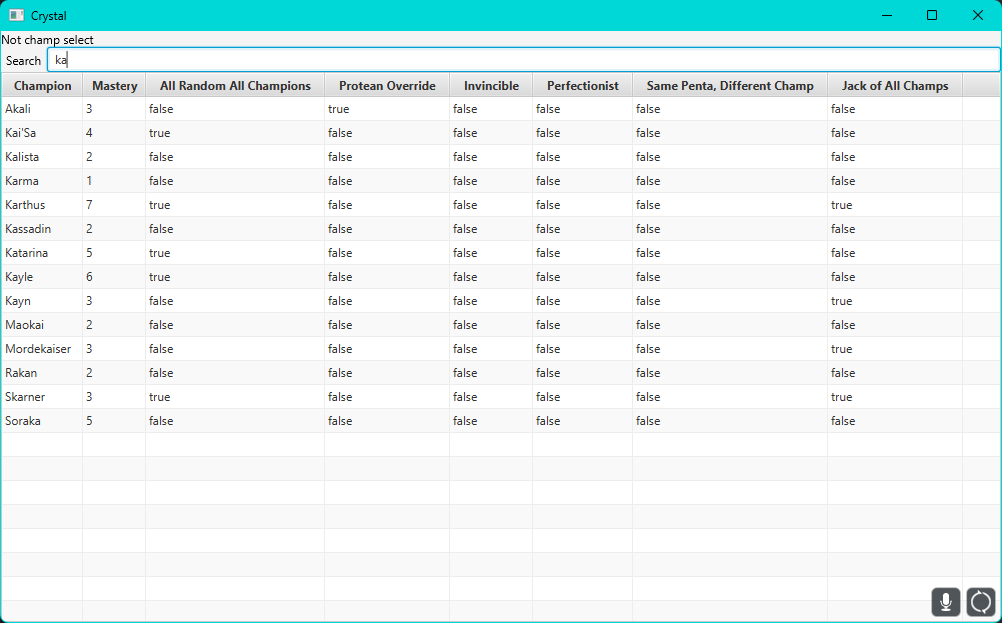 Crystal
Not champ select
Search ka
Champion Mastery All Random All Champions Protean Override Invincible Perfectionist Same Penta, Different Champ Jack of All Champs
Akali 3 false true false false false false
Kai'Sa 4 true false false false false false
Kalista 2 false false false false false false
Karma 1 false false false false false false
Karthus 7 true false false false false true
Kassadin 2 false false false false false false
Katarina 5 true false false false false false
Kayle 6 true false false false false false
Kayn 3 false false false false false true
Maokai 2 false false false false false false
Mordekaiser 3 false false false false false true
Rakan 2 false false false false false false
Skarner 3 true false false false false true
Soraka 5 false false false false false false